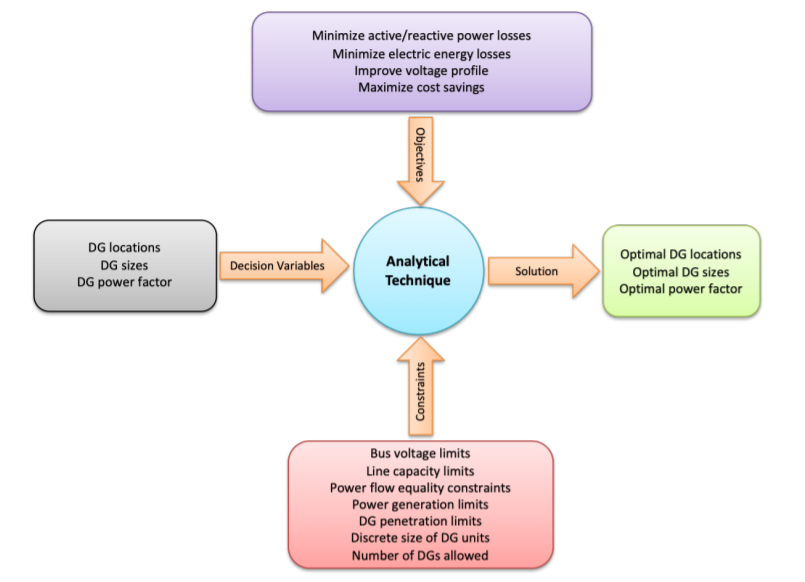 Minimize active/reactive power losses
Minimize electric energy losses
Improve voltage profile
Maximize cost savings
Objectives
DG locations
DG sizes
DG power factor
Decision Variables
Analytical
Technique
Solution
Optimal DG locations
Optimal DG sizes
Optimal power factor
Constraints
Bus voltage limits
Line capacity limits
Power flow equality constraints
Power generation limits
DG penetration limits
Discrete size of DG units
Number of DGs allowed